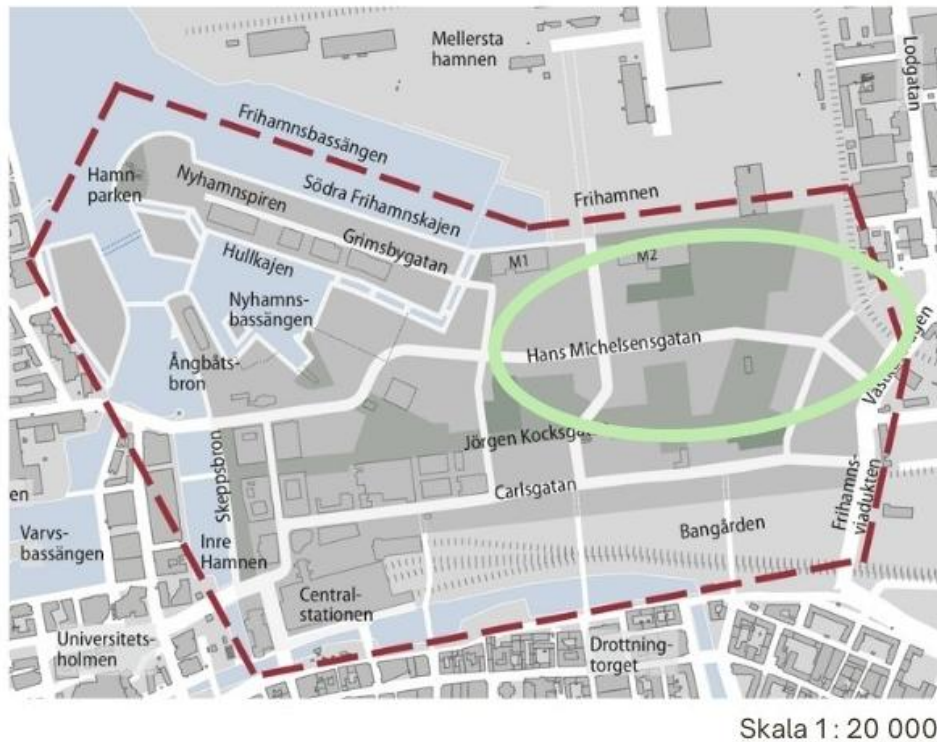 Mellersta
hamnen
Lodgatan
Frihamnsbassängen
Hamn-
parken
Nyhamnspiren
Södra Frihamnskajen
Frihamnen
Grimsbygatan
M1
M2
Hullkajen
Nyhamns-
bassängen
Hans Michelsensgatan
Ångbåts-
bron
Jörgen Kocksga
Skeppsbron
Carlsgatan
Frihamns-
viadukten
en
Varvs-
bassängen
Inre
Hamnen
Bangården
Central-
stationen
Universitets-
holmen
Drottning-
torget
Skala 1: 20 000